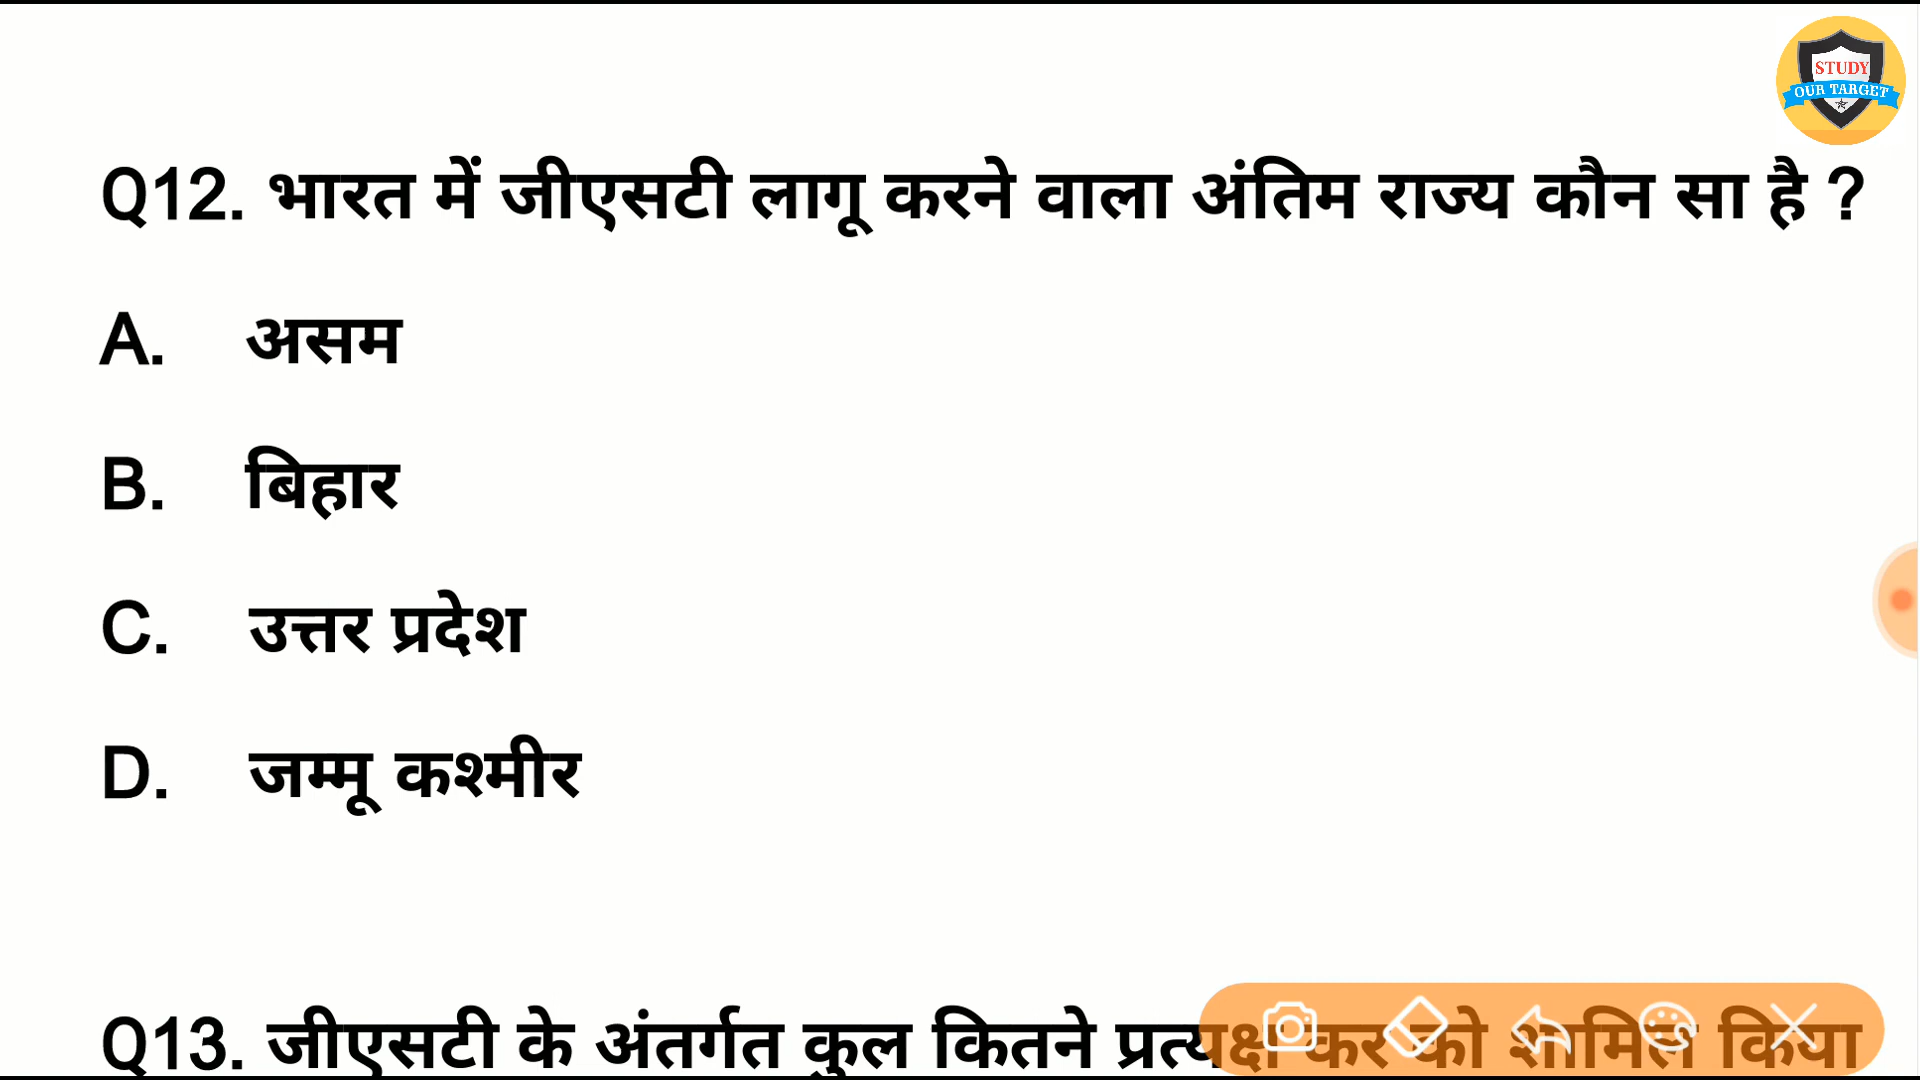 STUDY
OUR TARGET
Q12. भारत में जीएसटी लागू करने वाला अंतिम राज्य कौन सा है ?
A. असम
B. बिहार
C. उत्तर प्रदेश
D. जम्मू कश्मीर
Q13. जीएसटी के अंतर्गत कुल कितने प्रत्यक्ष कर को शामिल किया